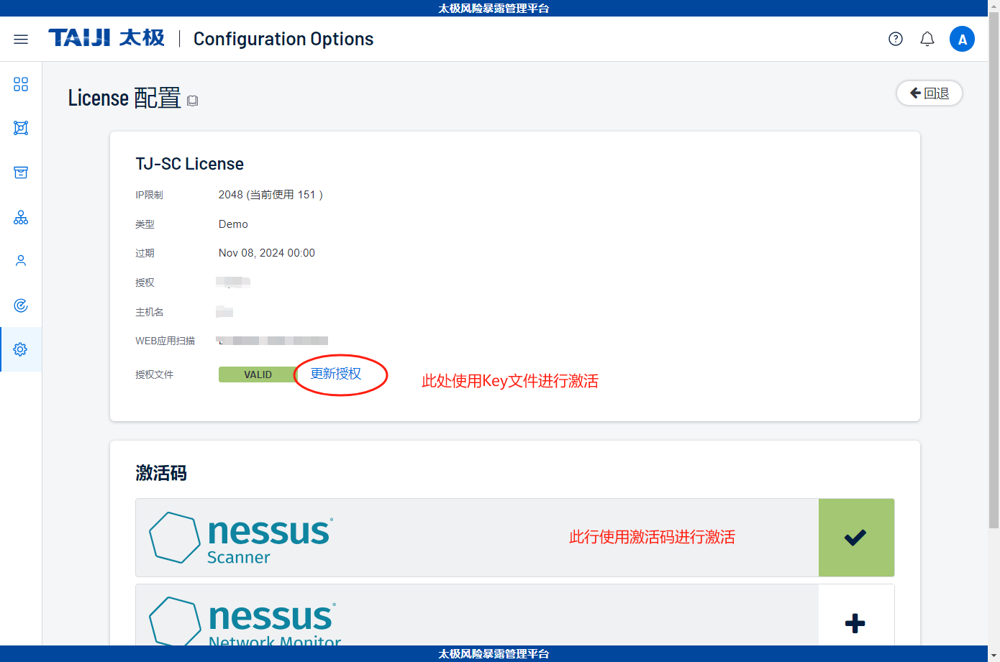 太极风险暴露管理平台
TAIJI 太极 | Configuration Options
A
License 配置
回退
TJ-SC License
IP限制 2048 (当前使用 151 )
类型 Demo
过期 Nov 08, 2024 00:00
授权
主机名
WEB应用扫描
授权文件 VALID 更新授权 此处使用Key文件进行激活
激活码
nessus
Scanner
此行使用激活码进行激活
nessus
Network Monitor
太极风险暴露管理平台